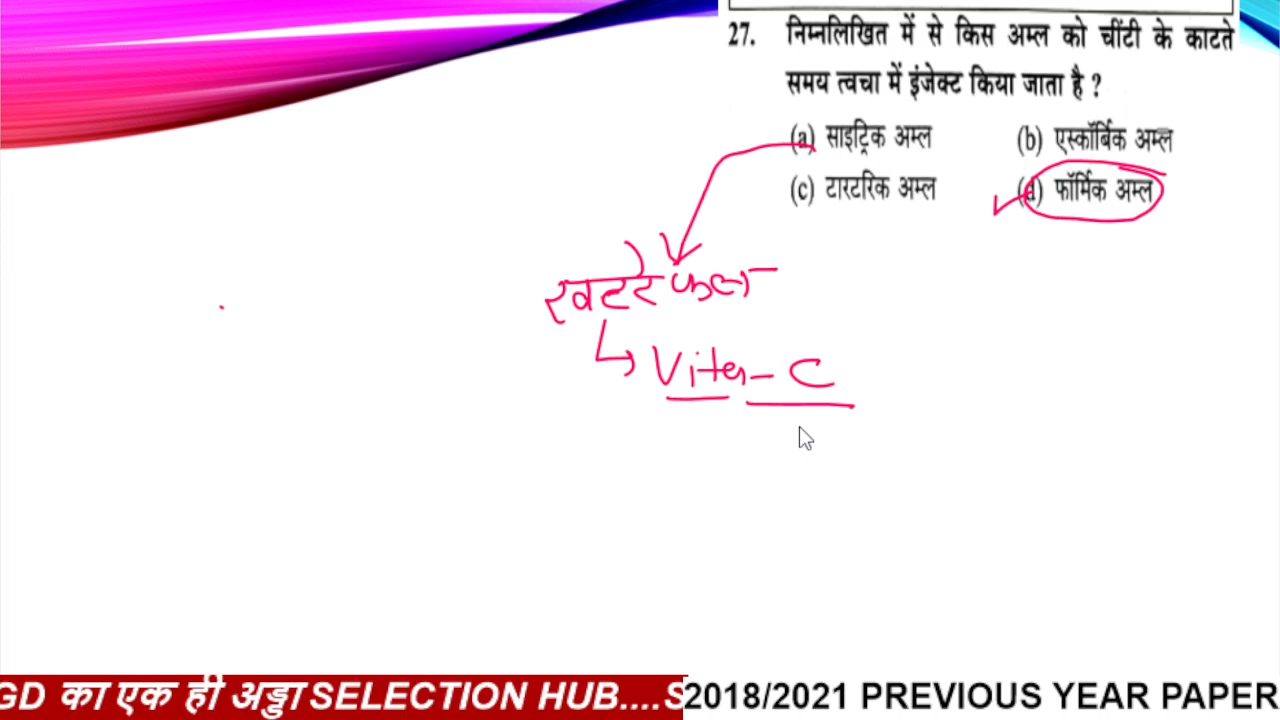 27. निम्नलिखित में से किस अम्ल को चींटी के काटते
समय त्वचा में इंजेक्ट किया जाता है ?
(a) साइट्रिक अम्ल (b) एस्कॉर्बिक अम्ल
(c) टारटरिक अम्ल (d) फॉर्मिक अम्ल
खट्टे फल
Vita - C
GD का एक ही अड्डा SELECTION HUB....S
2018/2021 PREVIOUS YEAR PAPER